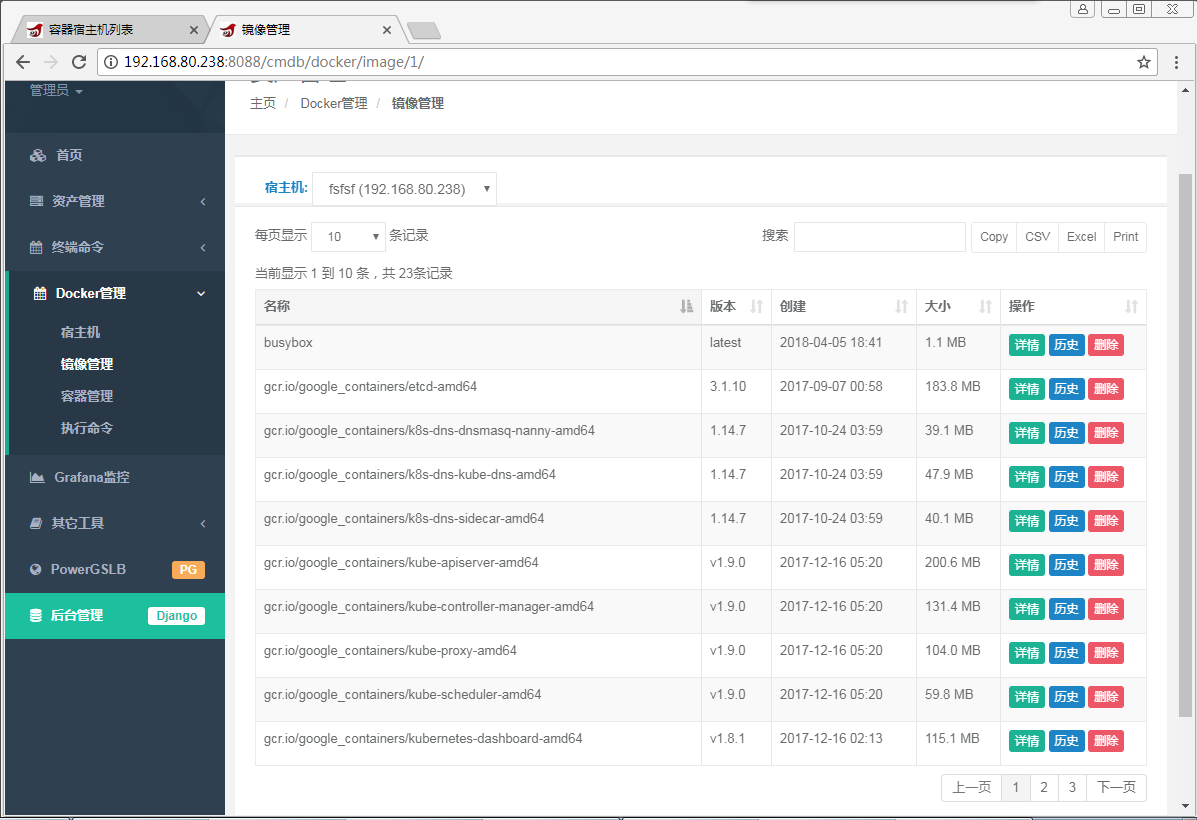 容器宿主机列表
镜像管理
192.168.80.238:8088/cmdb/docker/image/1/
管理员
首页
资产管理
终端命令
Docker管理
宿主机
镜像管理
容器管理
执行命令
Grafana监控
其它工具
PowerGSLB PG
后台管理 Django
主页 / Docker管理 / 镜像管理
宿主机: fsfsf (192.168.80.238)
每页显示 10 条记录 搜索 Copy CSV Excel Print
当前显示 1 到 10 条，共 23条记录
名称 版本 创建 大小 操作
busybox latest 2018-04-05 18:41 1.1 MB 详情 历史 删除
gcr.io/google_containers/etcd-amd64 3.1.10 2017-09-07 00:58 183.8 MB 详情 历史 删除
gcr.io/google_containers/k8s-dns-dnsmasq-nanny-amd64 1.14.7 2017-10-24 03:59 39.1 MB 详情 历史 删除
gcr.io/google_containers/k8s-dns-kube-dns-amd64 1.14.7 2017-10-24 03:59 47.9 MB 详情 历史 删除
gcr.io/google_containers/k8s-dns-sidecar-amd64 1.14.7 2017-10-24 03:59 40.1 MB 详情 历史 删除
gcr.io/google_containers/kube-apiserver-amd64 v1.9.0 2017-12-16 05:20 200.6 MB 详情 历史 删除
gcr.io/google_containers/kube-controller-manager-amd64 v1.9.0 2017-12-16 05:20 131.4 MB 详情 历史 删除
gcr.io/google_containers/kube-proxy-amd64 v1.9.0 2017-12-16 05:20 104.0 MB 详情 历史 删除
gcr.io/google_containers/kube-scheduler-amd64 v1.9.0 2017-12-16 05:20 59.8 MB 详情 历史 删除
gcr.io/google_containers/kubernetes-dashboard-amd64 v1.8.1 2017-12-16 02:13 115.1 MB 详情 历史 删除
上一页 1 2 3 下一页